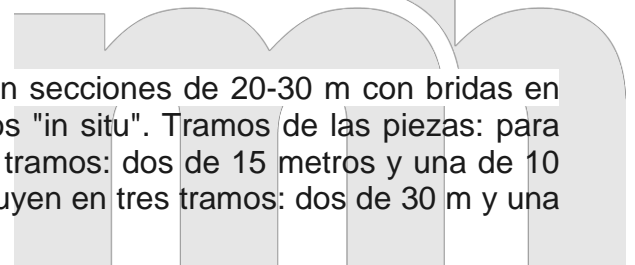 n secciones de 20-30 m con bridas en
os "in situ". Tramos de las piezas: para
tramos: dos de 15 metros y una de 10
uyen en tres tramos: dos de 30 m y una